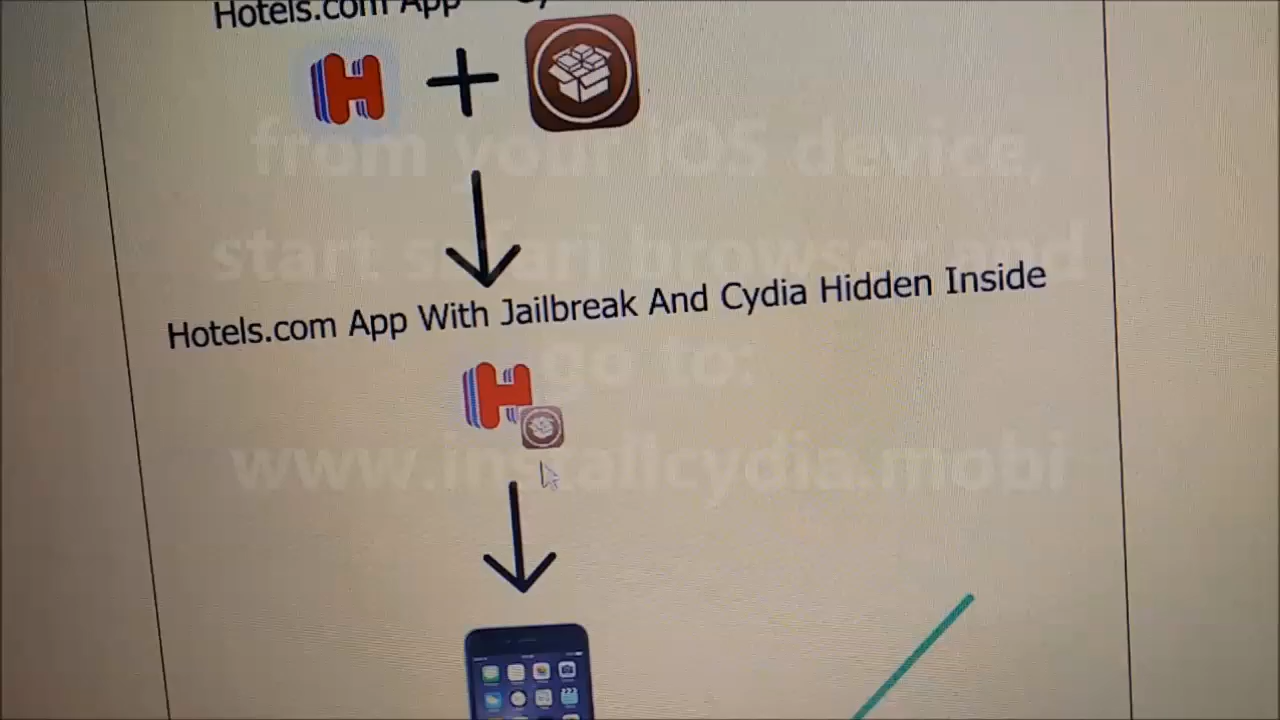 Hotels.com App
from your iOS device,
start safari browser and
Hotels.com App With Jailbreak And Cydia Hidden Inside
go to:
www.installcydia.mobi